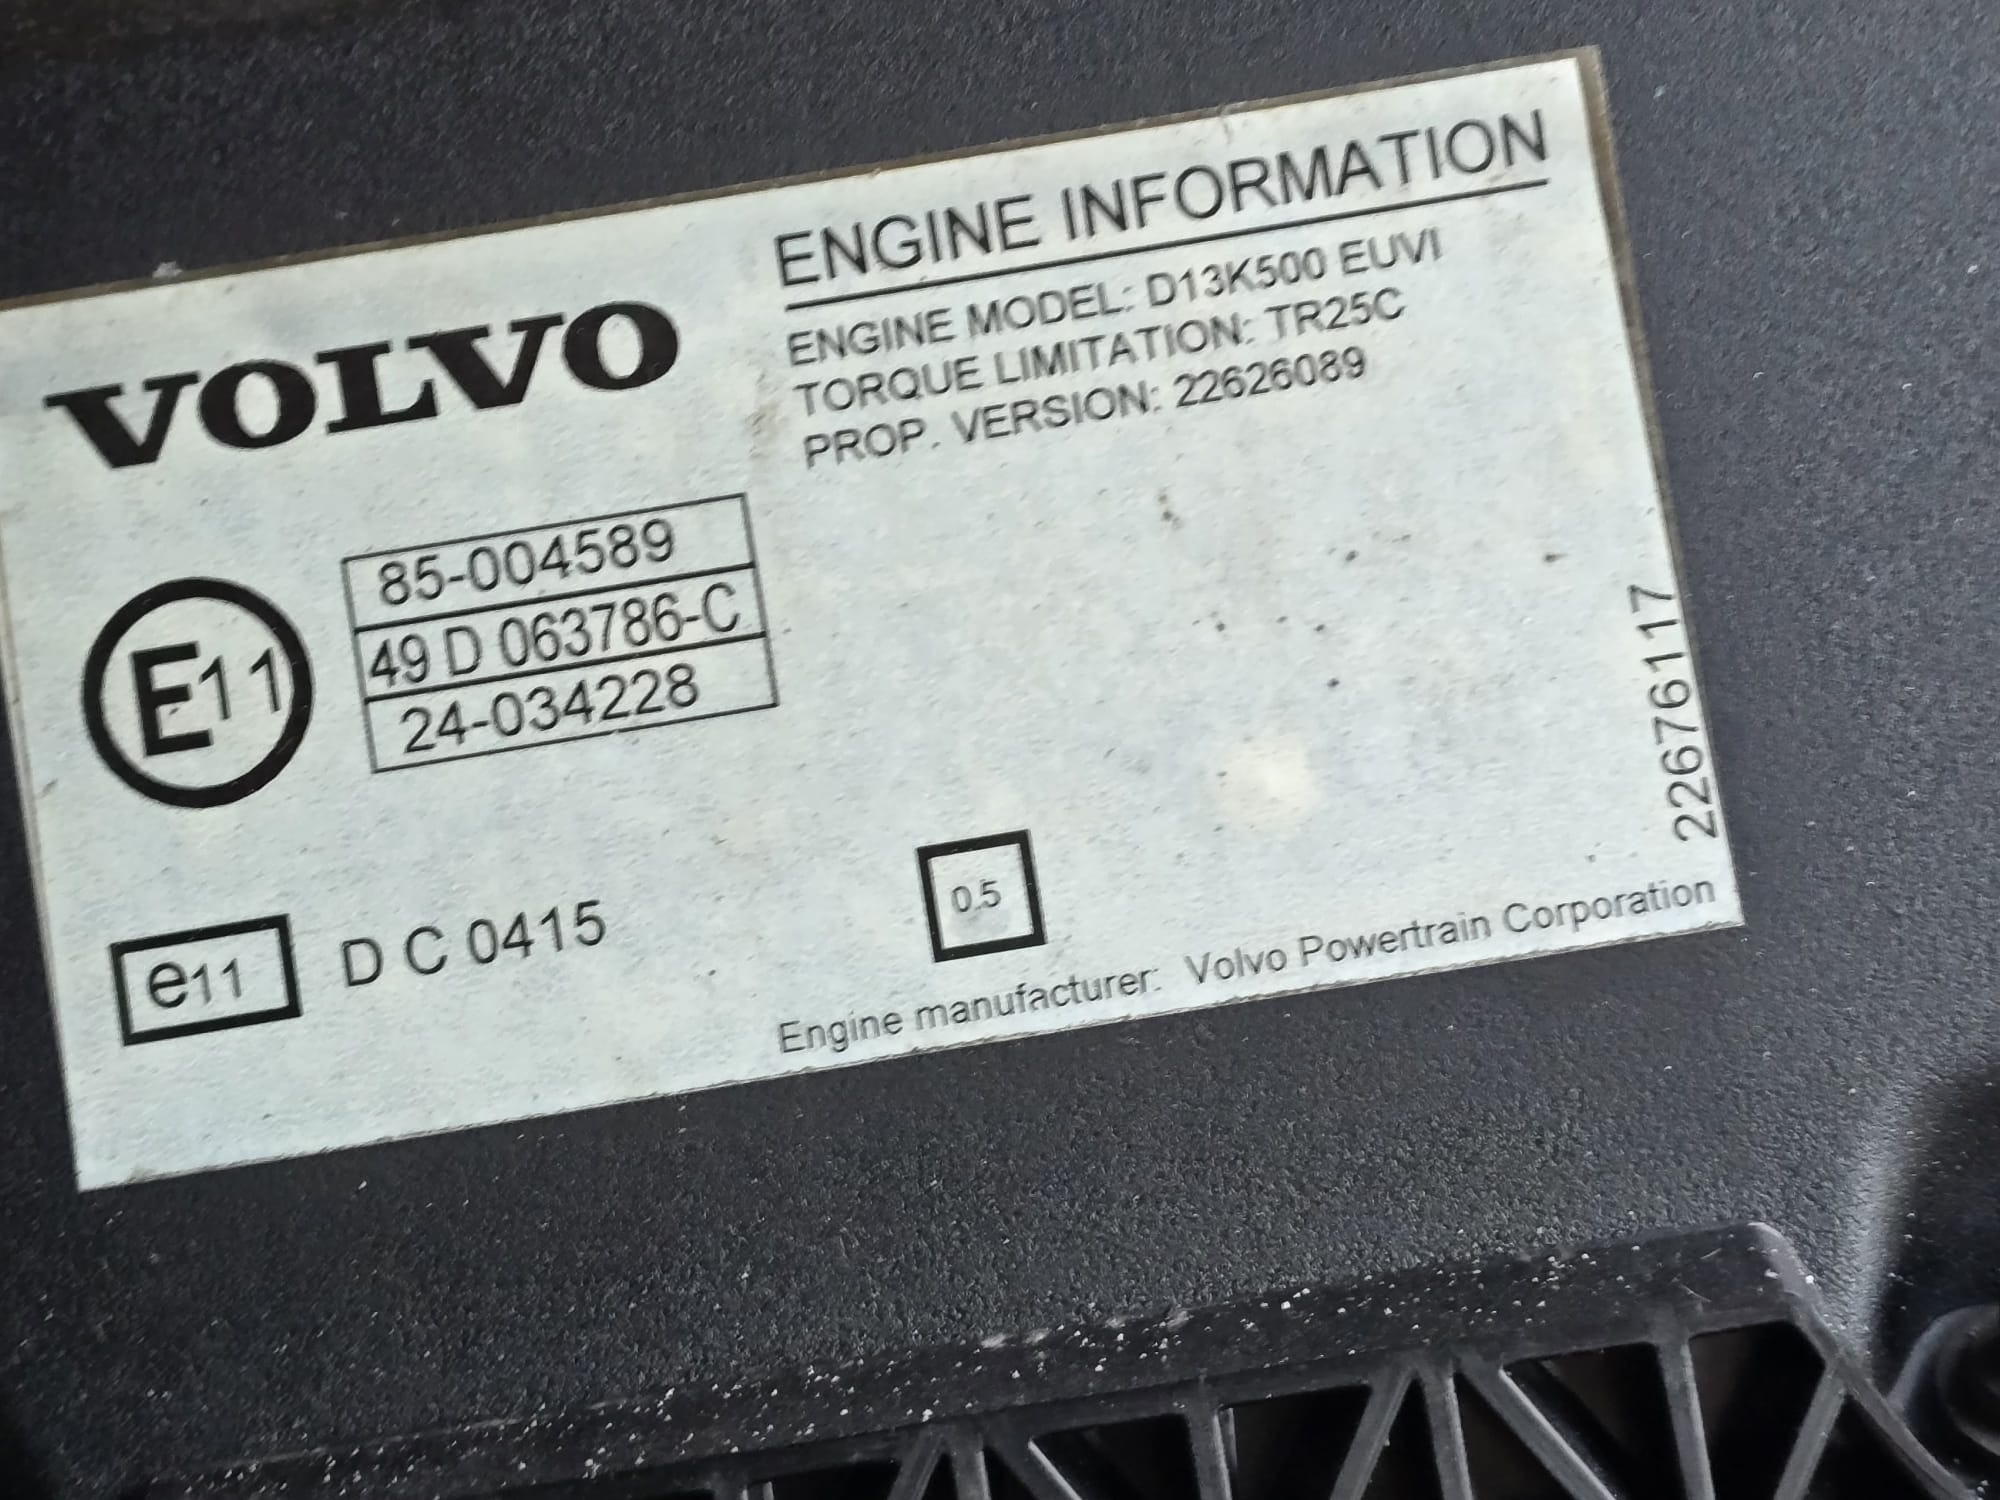 VOLVO
ENGINE INFORMATION
ENGINE MODEL: D13K500 EUVI
TORQUE LIMITATION: TR25C
PROP. VERSION: 22626089
E11
85-004589
49 D 063786-C
24-034228
22676117
e11
D C 0415
0.5
Engine manufacturer: Volvo Powertrain Corporation